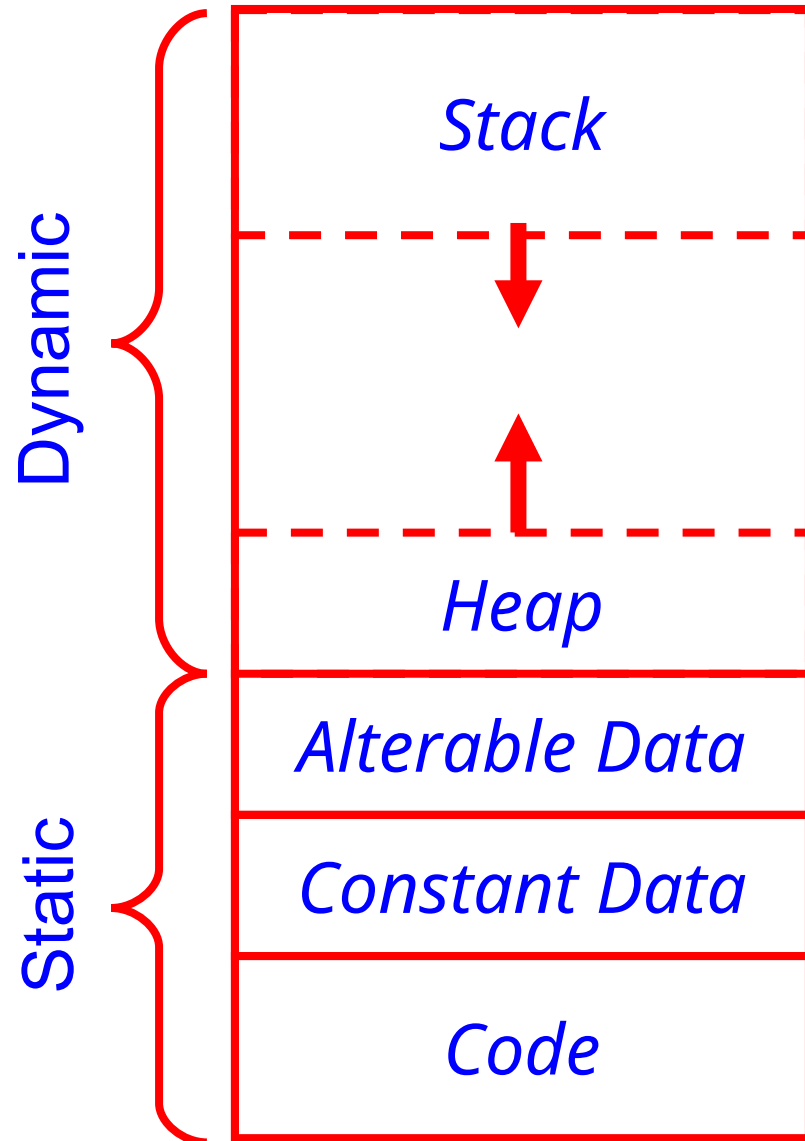 Dynamic
Stack
Heap
Static
Alterable Data
Constant Data
Code